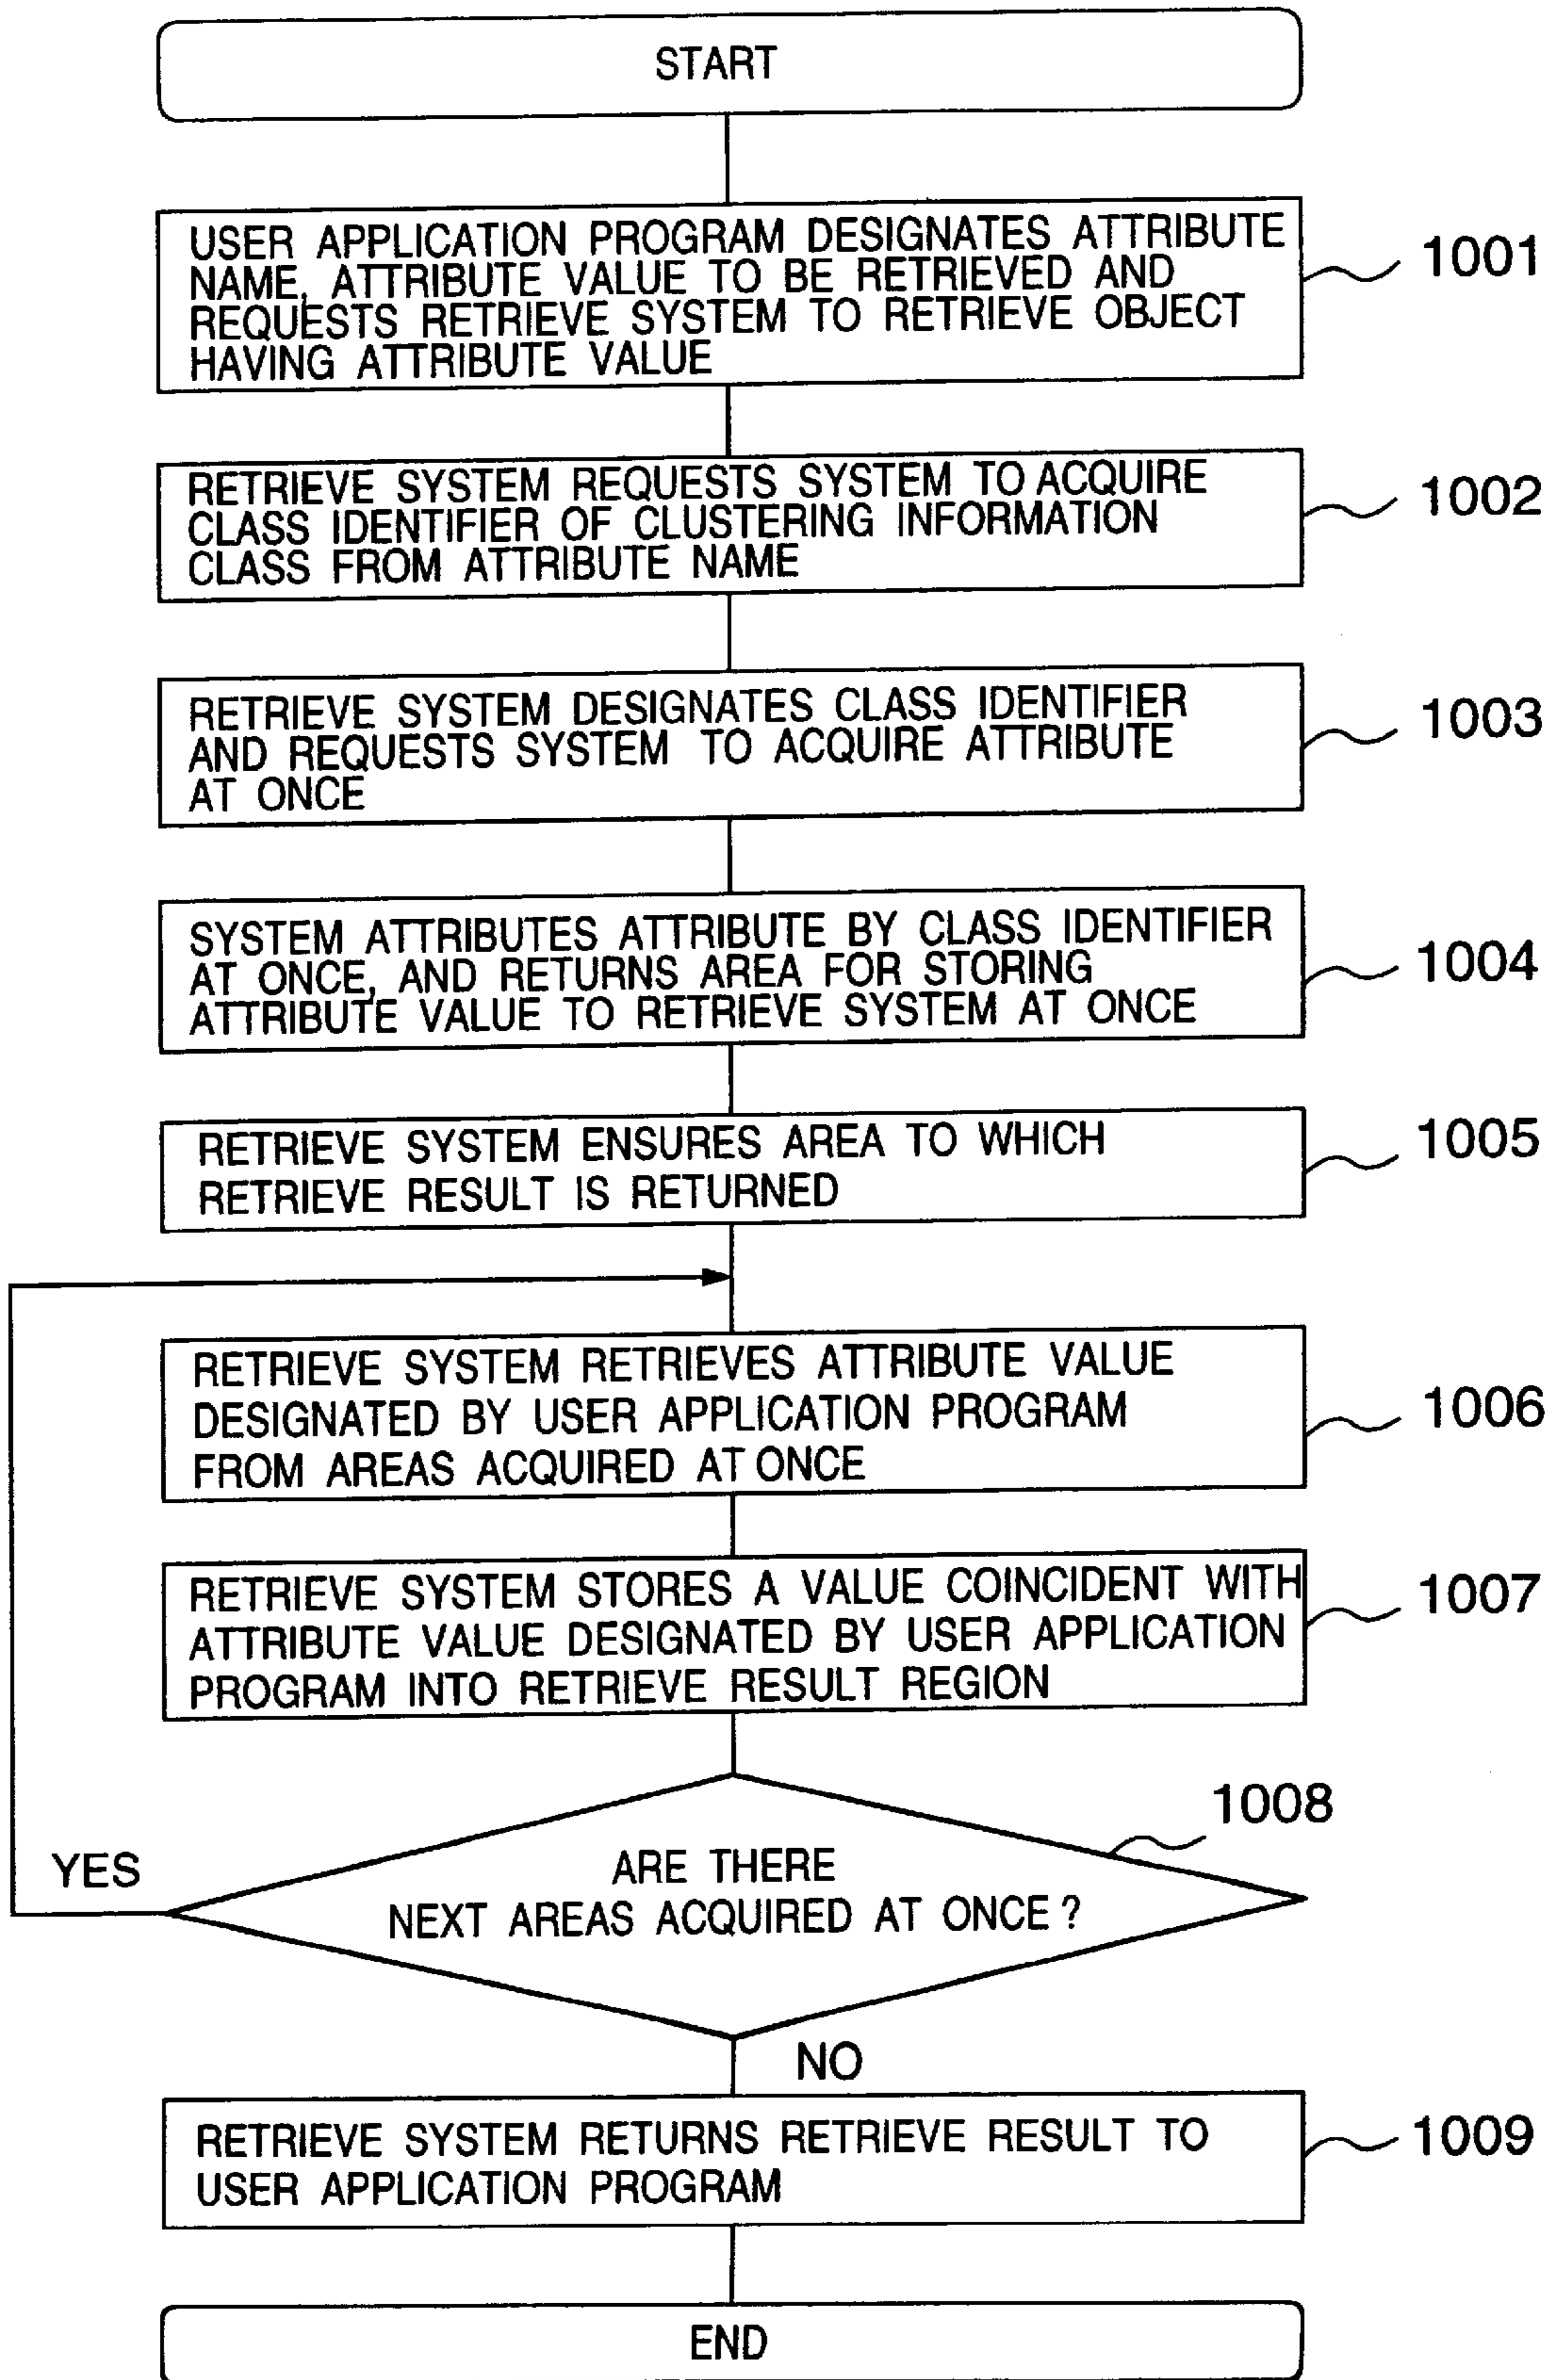 START
USER APPLICATION PROGRAM DESIGNATES ATTRIBUTE
NAME, ATTRIBUTE VALUE TO BE RETRIEVED AND
REQUESTS RETRIEVE SYSTEM TO RETRIEVE OBJECT
HAVING ATTRIBUTE VALUE
1001
RETRIEVE SYSTEM REQUESTS SYSTEM TO ACQUIRE
CLASS IDENTIFIER OF CLUSTERING INFORMATION
CLASS FROM ATTRIBUTE NAME
1002
RETRIEVE SYSTEM DESIGNATES CLASS IDENTIFIER
AND REQUESTS SYSTEM TO ACQUIRE ATTRIBUTE
AT ONCE
1003
SYSTEM ATTRIBUTES ATTRIBUTE BY CLASS IDENTIFIER
AT ONCE, AND RETURNS AREA FOR STORING
ATTRIBUTE VALUE TO RETRIEVE SYSTEM AT ONCE
1004
RETRIEVE SYSTEM ENSURES AREA TO WHICH
RETRIEVE RESULT IS RETURNED
1005
RETRIEVE SYSTEM RETRIEVES ATTRIBUTE VALUE
DESIGNATED BY USER APPLICATION PROGRAM
FROM AREAS ACQUIRED AT ONCE
1006
RETRIEVE SYSTEM STORES A VALUE COINCIDENT WITH
ATTRIBUTE VALUE DESIGNATED BY USER APPLICATION
PROGRAM INTO RETRIEVE RESULT REGION
1007
1008
YES
ARE THERE
NEXT AREAS ACQUIRED AT ONCE ?
NO
RETRIEVE SYSTEM RETURNS RETRIEVE RESULT TO
USER APPLICATION PROGRAM
1009
END